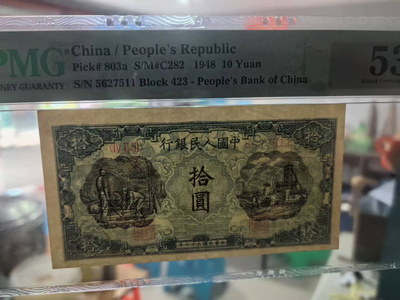 PMG
China / People's Republic
Pick# 803a S/M#C282 1948 10 Yuan
S/N 5627511 Block 423 - People's Bank of China
53
行銀民人國中
拾圓